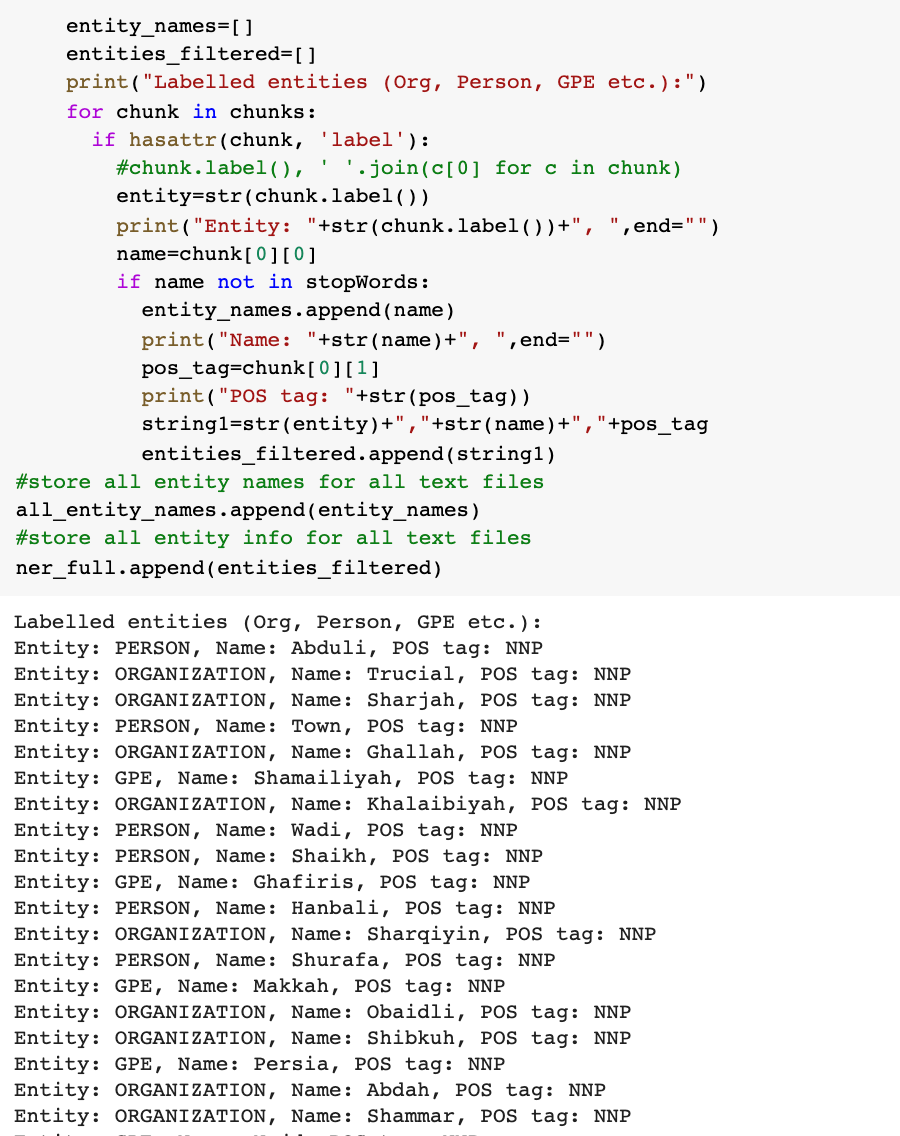 entity_names=[]
entities_filtered=[]
print("Labelled entities (Org, Person, GPE etc.):")
for chunk in chunks:
if hasattr(chunk, 'label'):
#chunk.label(), ' '.join(c[0] for c in chunk)
entity=str(chunk.label())
print("Entity: "+str(chunk.label())+", ",end="")
name=chunk[0][0]
if name not in stopWords:
entity_names.append(name)
print("Name: "+str(name)+", ",end="")
pos_tag=chunk[0][1]
print("POS tag: "+str(pos_tag))
string1=str(entity)+","+str(name)+","+pos_tag
entities_filtered.append(string1)
#store all entity names for all text files
all_entity_names.append(entity_names)
#store all entity info for all text files
ner_full.append(entities_filtered)
Labelled entities (Org, Person, GPE etc.):
Entity: PERSON, Name: Abduli, POS tag: NNP
Entity: ORGANIZATION, Name: Trucial, POS tag: NNP
Entity: ORGANIZATION, Name: Sharjah, POS tag: NNP
Entity: PERSON, Name: Town, POS tag: NNP
Entity: ORGANIZATION, Name: Ghallah, POS tag: NNP
Entity: GPE, Name: Shamailiyah, POS tag: NNP
Entity: ORGANIZATION, Name: Khalaibiyah, POS tag: NNP
Entity: PERSON, Name: Wadi, POS tag: NNP
Entity: PERSON, Name: Shaikh, POS tag: NNP
Entity: GPE, Name: Ghafiris, POS tag: NNP
Entity: PERSON, Name: Hanbali, POS tag: NNP
Entity: ORGANIZATION, Name: Sharqiyin, POS tag: NNP
Entity: PERSON, Name: Shurafa, POS tag: NNP
Entity: GPE, Name: Makkah, POS tag: NNP
Entity: ORGANIZATION, Name: Obaidli, POS tag: NNP
Entity: ORGANIZATION, Name: Shibkuh, POS tag: NNP
Entity: GPE, Name: Persia, POS tag: NNP
Entity: ORGANIZATION, Name: Abdah, POS tag: NNP
Entity: ORGANIZATION, Name: Shammar, POS tag: NNP